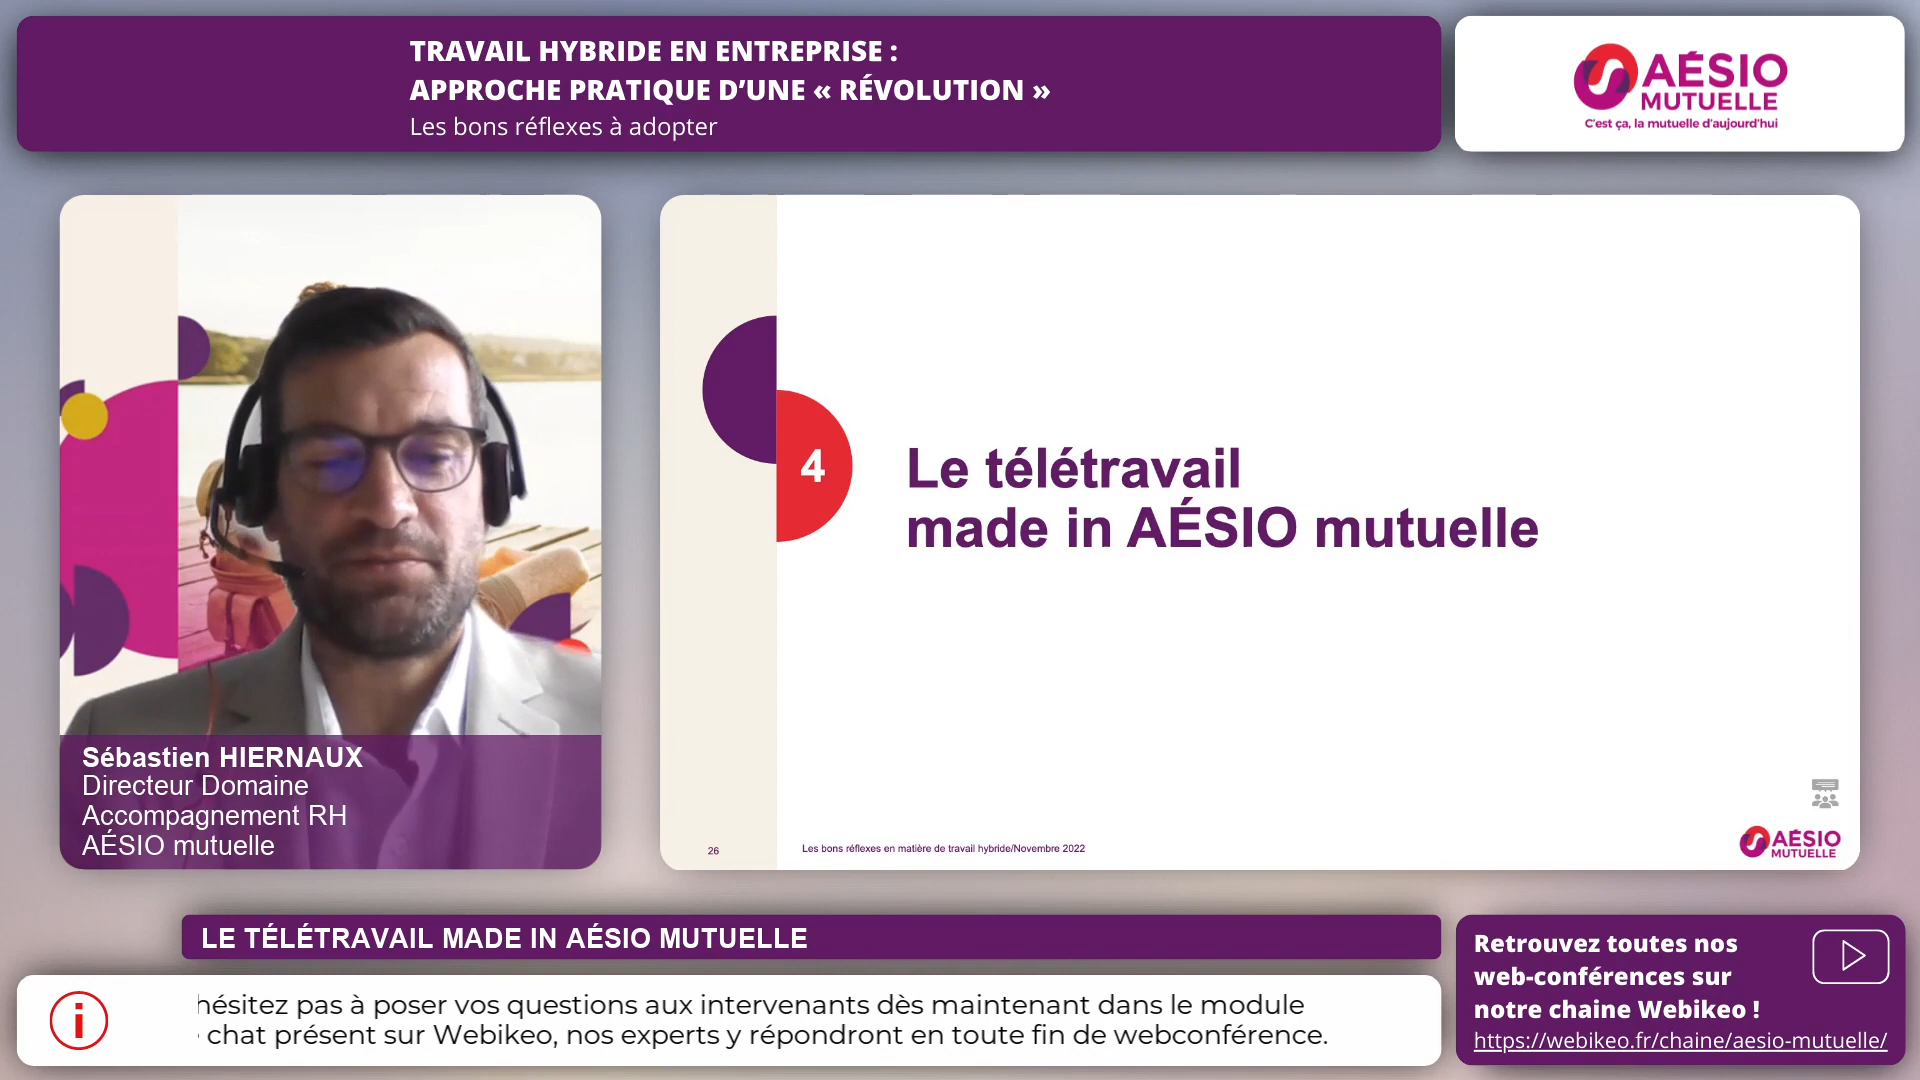 TRAVAIL HYBRIDE EN ENTREPRISE :
APPROCHE PRATIQUE D’UNE « RÉVOLUTION »
Les bons réflexes à adopter
AÉSIO
MUTUELLE
C'est ça, la mutuelle d'aujourd'hui
4
Le télétravail
made in AÉSIO mutuelle
Sébastien HIERNAUX
Directeur Domaine
Accompagnement RH
AÉSIO mutuelle
26
Les bons réflexes en matière de travail hybride/Novembre 2022
AÉSIO
MUTUELLE
LE TÉLÉTRAVAIL MADE IN AÉSIO MUTUELLE
i
hésitez pas à poser vos questions aux intervenants dès maintenant dans le module
chat présent sur Webikeo, nos experts y répondront en toute fin de webconférence.
Retrouvez toutes nos
web-conférences sur
notre chaine Webikeo !
https://webikeo.fr/chaine/aesio-mutuelle/